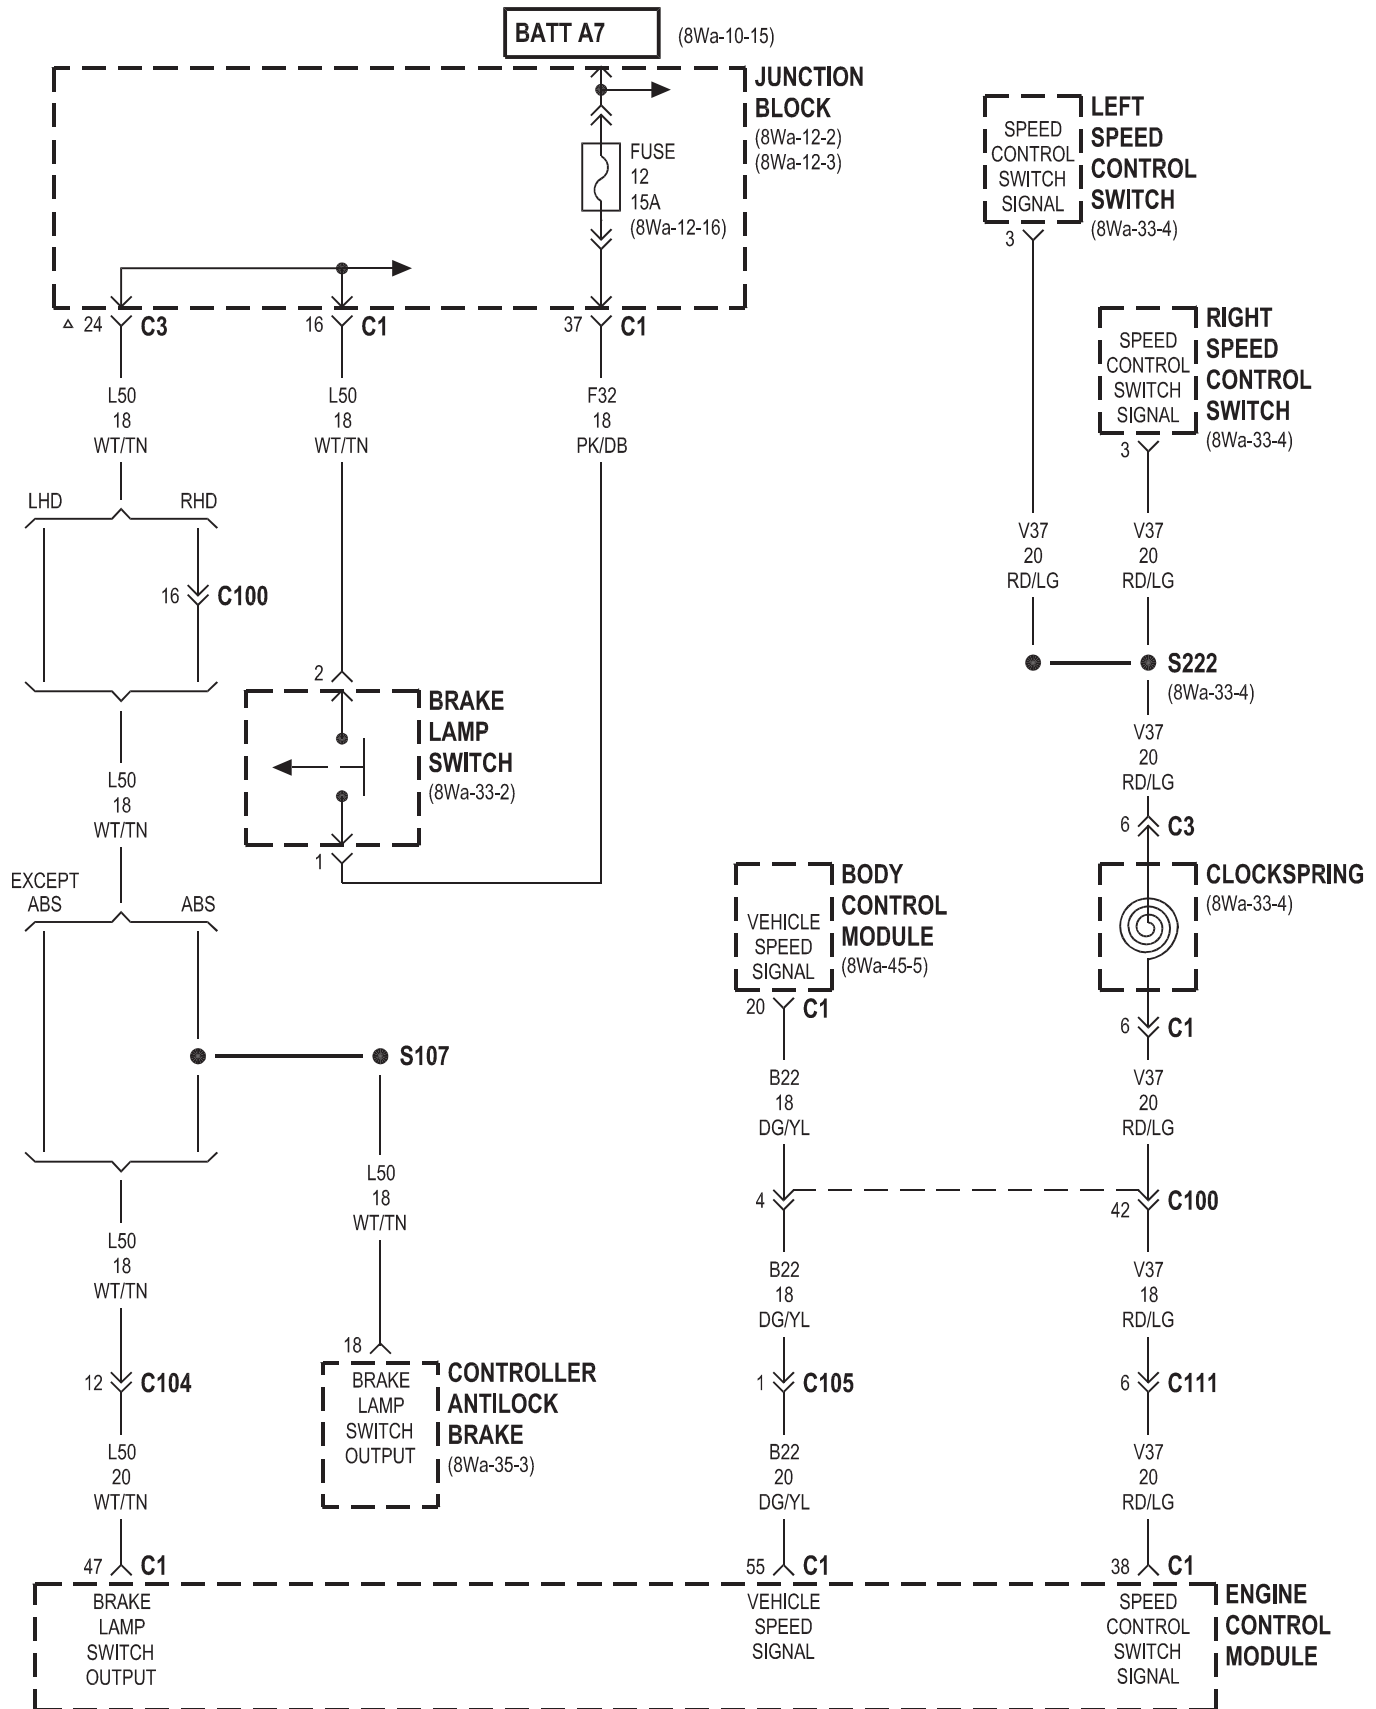 BATT A7 (8Wa-10-15)
JUNCTION
BLOCK
(8Wa-12-2)
(8Wa-12-3)
FUSE
12
15A
(8Wa-12-16)
24 C3
16 C1
37 C1
L50
18
WT/TN
L50
18
WT/TN
F32
18
PK/DB
LHD RHD
16 C100
2
BRAKE
LAMP
SWITCH
(8Wa-33-2)
1
L50
18
WT/TN
EXCEPT
ABS
ABS
S107
L50
18
WT/TN
L50
18
WT/TN
12 C104
L50
20
WT/TN
18
BRAKE
LAMP
SWITCH
OUTPUT
CONTROLLER
ANTILOCK
BRAKE
(8Wa-35-3)
SPEED
CONTROL
SWITCH
SIGNAL
LEFT
SPEED
CONTROL
SWITCH
(8Wa-33-4)
3
SPEED
CONTROL
SWITCH
SIGNAL
RIGHT
SPEED
CONTROL
SWITCH
(8Wa-33-4)
3
V37
20
RD/LG
V37
20
RD/LG
S222
(8Wa-33-4)
V37
20
RD/LG
6 C3
CLOCKSPRING
(8Wa-33-4)
6 C1
VEHICLE
SPEED
SIGNAL
BODY
CONTROL
MODULE
(8Wa-45-5)
20 C1
B22
18
DG/YL
V37
20
RD/LG
4
42 C100
B22
18
DG/YL
V37
18
RD/LG
1 C105
6 C111
B22
20
DG/YL
V37
20
RD/LG
47 C1
55 C1
38 C1
BRAKE
LAMP
SWITCH
OUTPUT
VEHICLE
SPEED
SIGNAL
SPEED
CONTROL
SWITCH
SIGNAL
ENGINE
CONTROL
MODULE